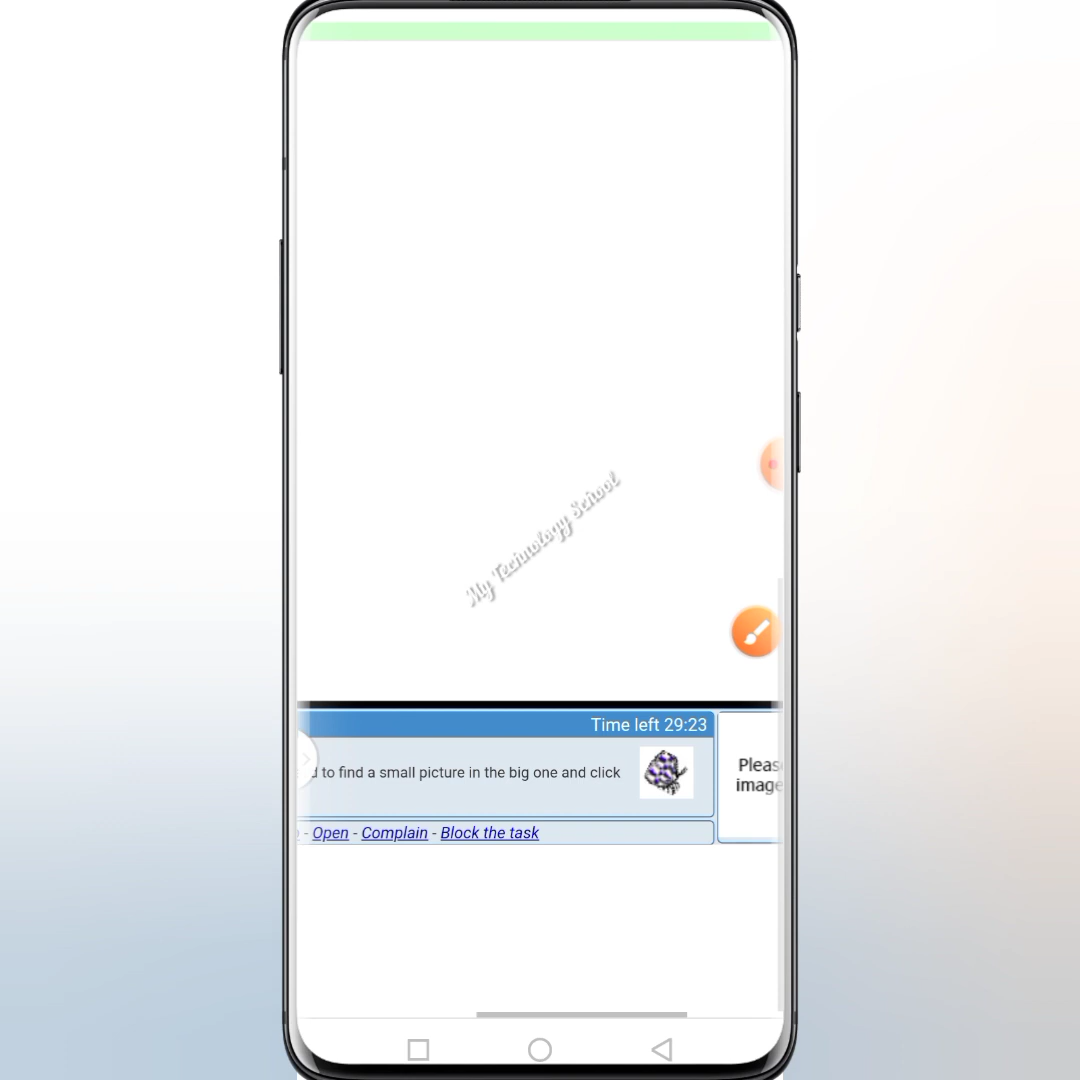 My Technology School
Time left 29:23
to find a small picture in the big one and click
- Open - Complain - Block the task
Pleas
image